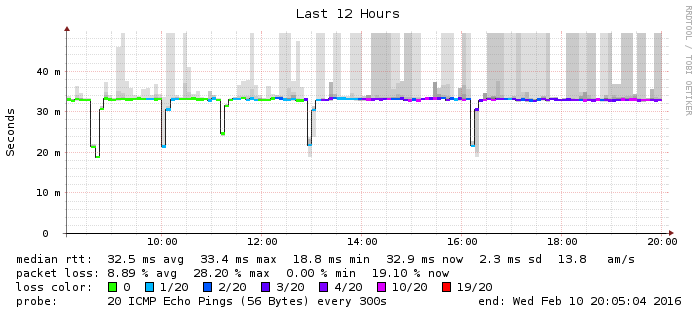 Last 12 Hours
RRDTOOL / TOBI OETIKER
Seconds
40 m
30 m
20 m
10 m
0
10:00 12:00 14:00 16:00 18:00 20:00
median rtt: 32.5 ms avg 33.4 ms max 18.8 ms min 32.9 ms now 2.3 ms sd 13.8 am/s
packet loss: 8.89 % avg 28.20 % max 0.00 % min 19.10 % now
loss color: 0 1/20 2/20 3/20 4/20 10/20 19/20
probe: 20 ICMP Echo Pings (56 Bytes) every 300s end: Wed Feb 10 20:05:04 2016